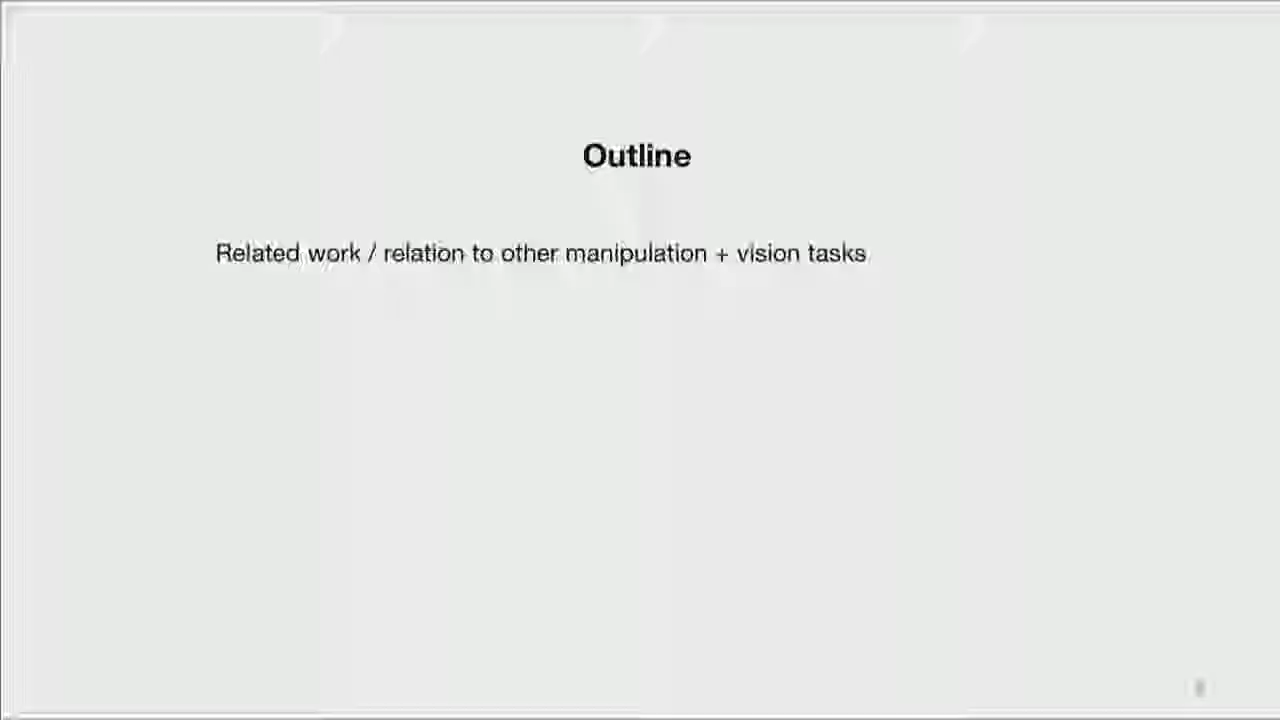 Outline
Related work / relation to other manipulation + vision tasks